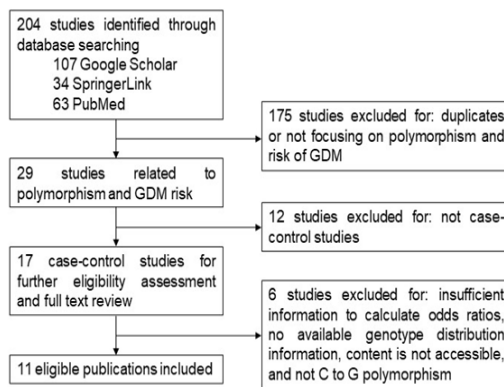 204 studies identified through
database searching
107 Google Scholar
34 SpringerLink
63 PubMed
175 studies excluded for: duplicates
or not focusing on polymorphism and
risk of GDM
29 studies related to
polymorphism and GDM risk
12 studies excluded for: not case-
control studies
17 case-control studies for
further eligibility assessment
and full text review
6 studies excluded for: insufficient
information to calculate odds ratios,
no available genotype distribution
information, content is not accessible,
and not C to G polymorphism
11 eligible publications included